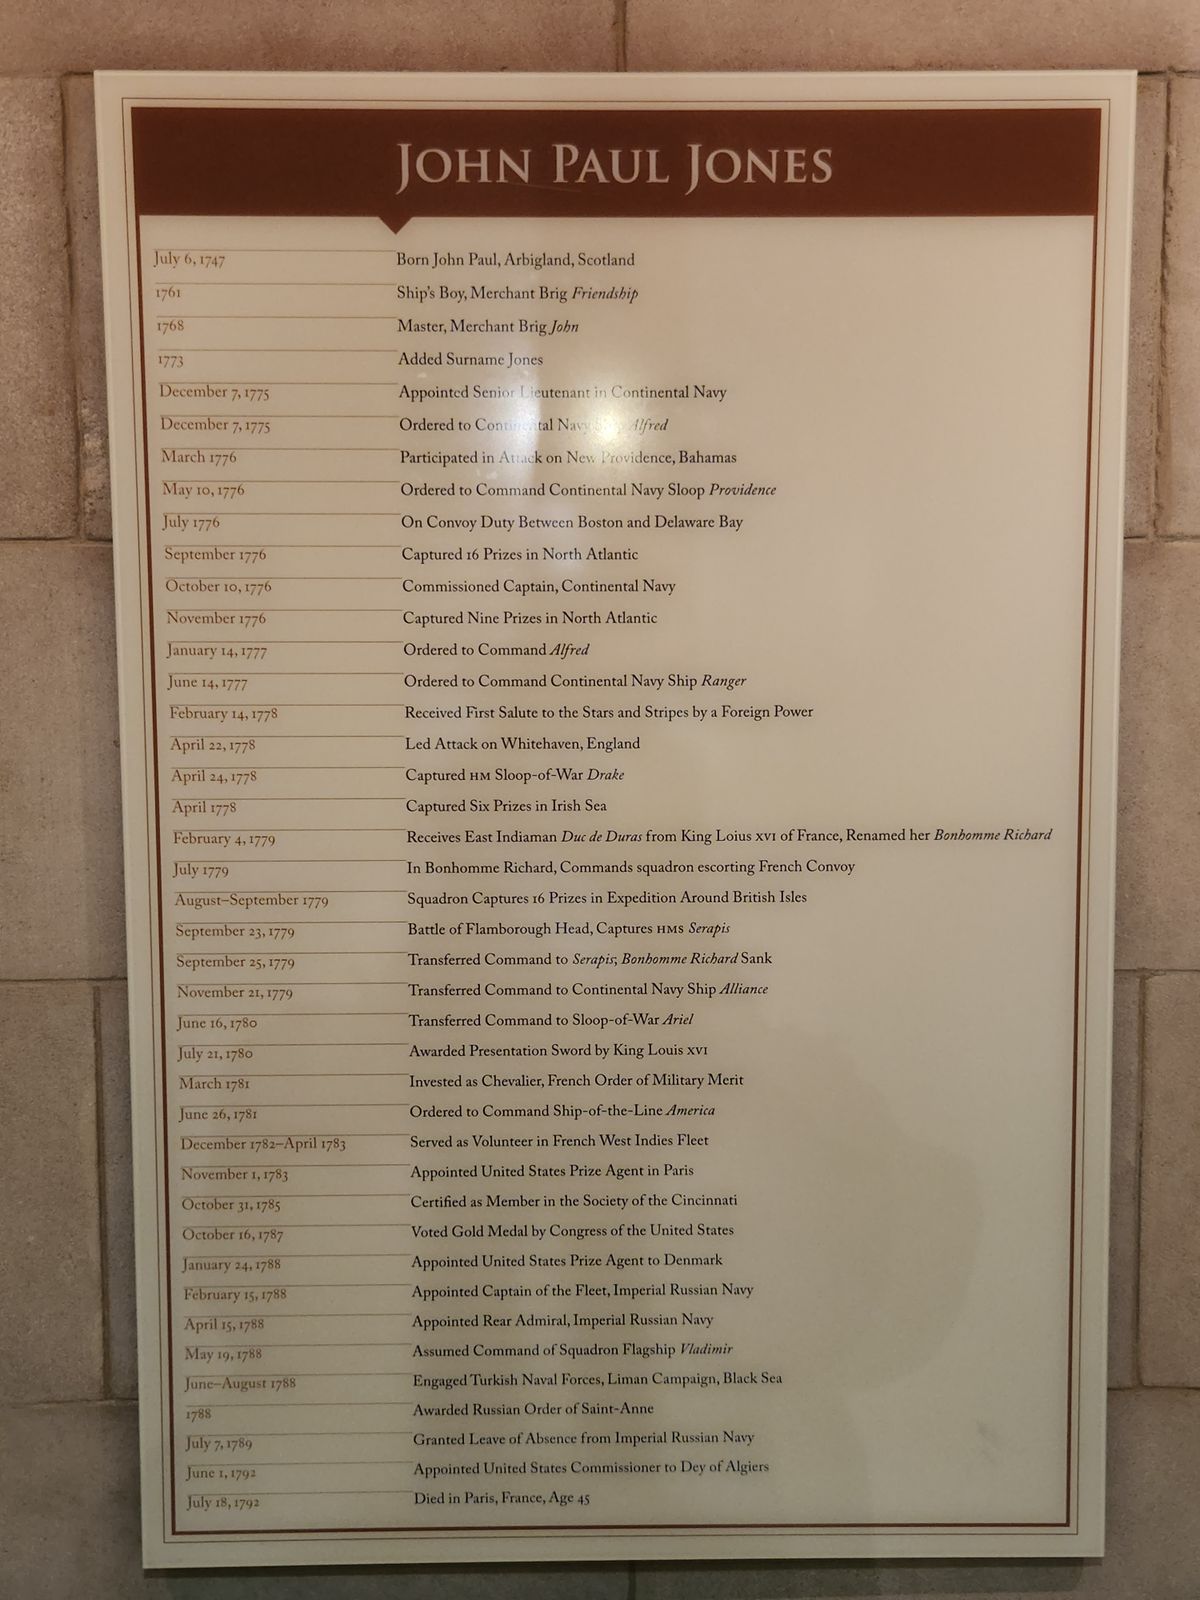 JOHN PAUL JONES
July 6, 1747 Born John Paul, Arbigland, Scotland
1761 Ship's Boy, Merchant Brig Friendship
1768 Master, Merchant Brig John
1773 Added Surname Jones
December 7, 1775 Appointed Senior Lieutenant in Continental Navy
December 7, 1775 Ordered to Continental Navy Ship Alfred
March 1776 Participated in Attack on New Providence, Bahamas
May 10, 1776 Ordered to Command Continental Navy Sloop Providence
July 1776 On Convoy Duty Between Boston and Delaware Bay
September 1776 Captured 16 Prizes in North Atlantic
October 10, 1776 Commissioned Captain, Continental Navy
November 1776 Captured Nine Prizes in North Atlantic
January 14, 1777 Ordered to Command Alfred
June 14, 1777 Ordered to Command Continental Navy Ship Ranger
February 14, 1778 Received First Salute to the Stars and Stripes by a Foreign Power
April 22, 1778 Led Attack on Whitehaven, England
April 24, 1778 Captured HM Sloop-of-War Drake
April 1778 Captured Six Prizes in Irish Sea
February 4, 1779 Receives East Indiaman Duc de Duras from King Loius XVI of France, Renamed her Bonhomme Richard
July 1779 In Bonhomme Richard, Commands squadron escorting French Convoy
August–September 1779 Squadron Captures 16 Prizes in Expedition Around British Isles
September 23, 1779 Battle of Flamborough Head, Captures HMS Serapis
September 25, 1779 Transferred Command to Serapis; Bonhomme Richard Sank
November 21, 1779 Transferred Command to Continental Navy Ship Alliance
June 16, 1780 Transferred Command to Sloop-of-War Ariel
July 21, 1780 Awarded Presentation Sword by King Louis XVI
March 1781 Invested as Chevalier, French Order of Military Merit
June 26, 1781 Ordered to Command Ship-of-the-Line America
December 1782–April 1783 Served as Volunteer in French West Indies Fleet
November 1, 1783 Appointed United States Prize Agent in Paris
October 31, 1785 Certified as Member in the Society of the Cincinnati
October 16, 1787 Voted Gold Medal by Congress of the United States
January 24, 1788 Appointed United States Prize Agent to Denmark
February 15, 1788 Appointed Captain of the Fleet, Imperial Russian Navy
April 15, 1788 Appointed Rear Admiral, Imperial Russian Navy
May 19, 1788 Assumed Command of Squadron Flagship Vladimir
June–August 1788 Engaged Turkish Naval Forces, Liman Campaign, Black Sea
1788 Awarded Russian Order of Saint-Anne
July 7, 1789 Granted Leave of Absence from Imperial Russian Navy
June 1, 1792 Appointed United States Commissioner to Dey of Algiers
July 18, 1792 Died in Paris, France, Age 45